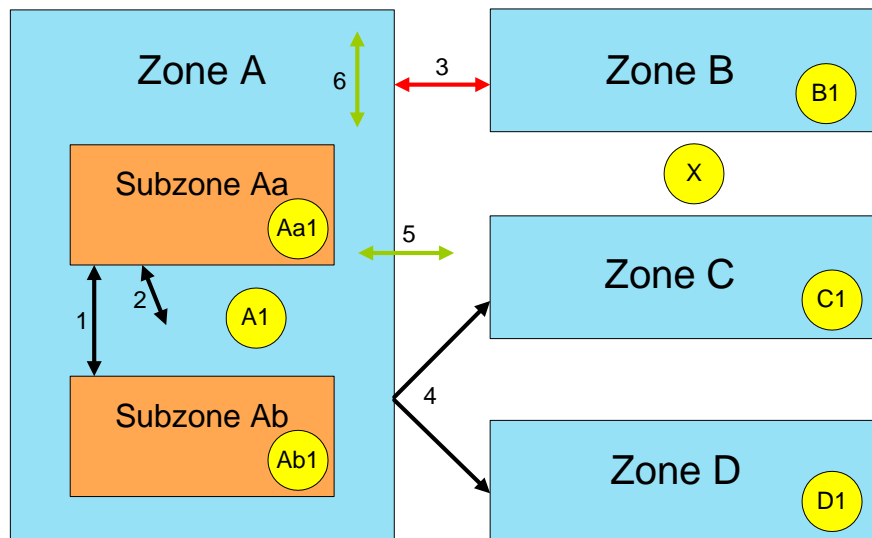 Zone A
6
3
Zone B
B1
X
Subzone Aa
Aa1
5
Zone C
C1
2
1
A1
4
Subzone Ab
Ab1
Zone D
D1